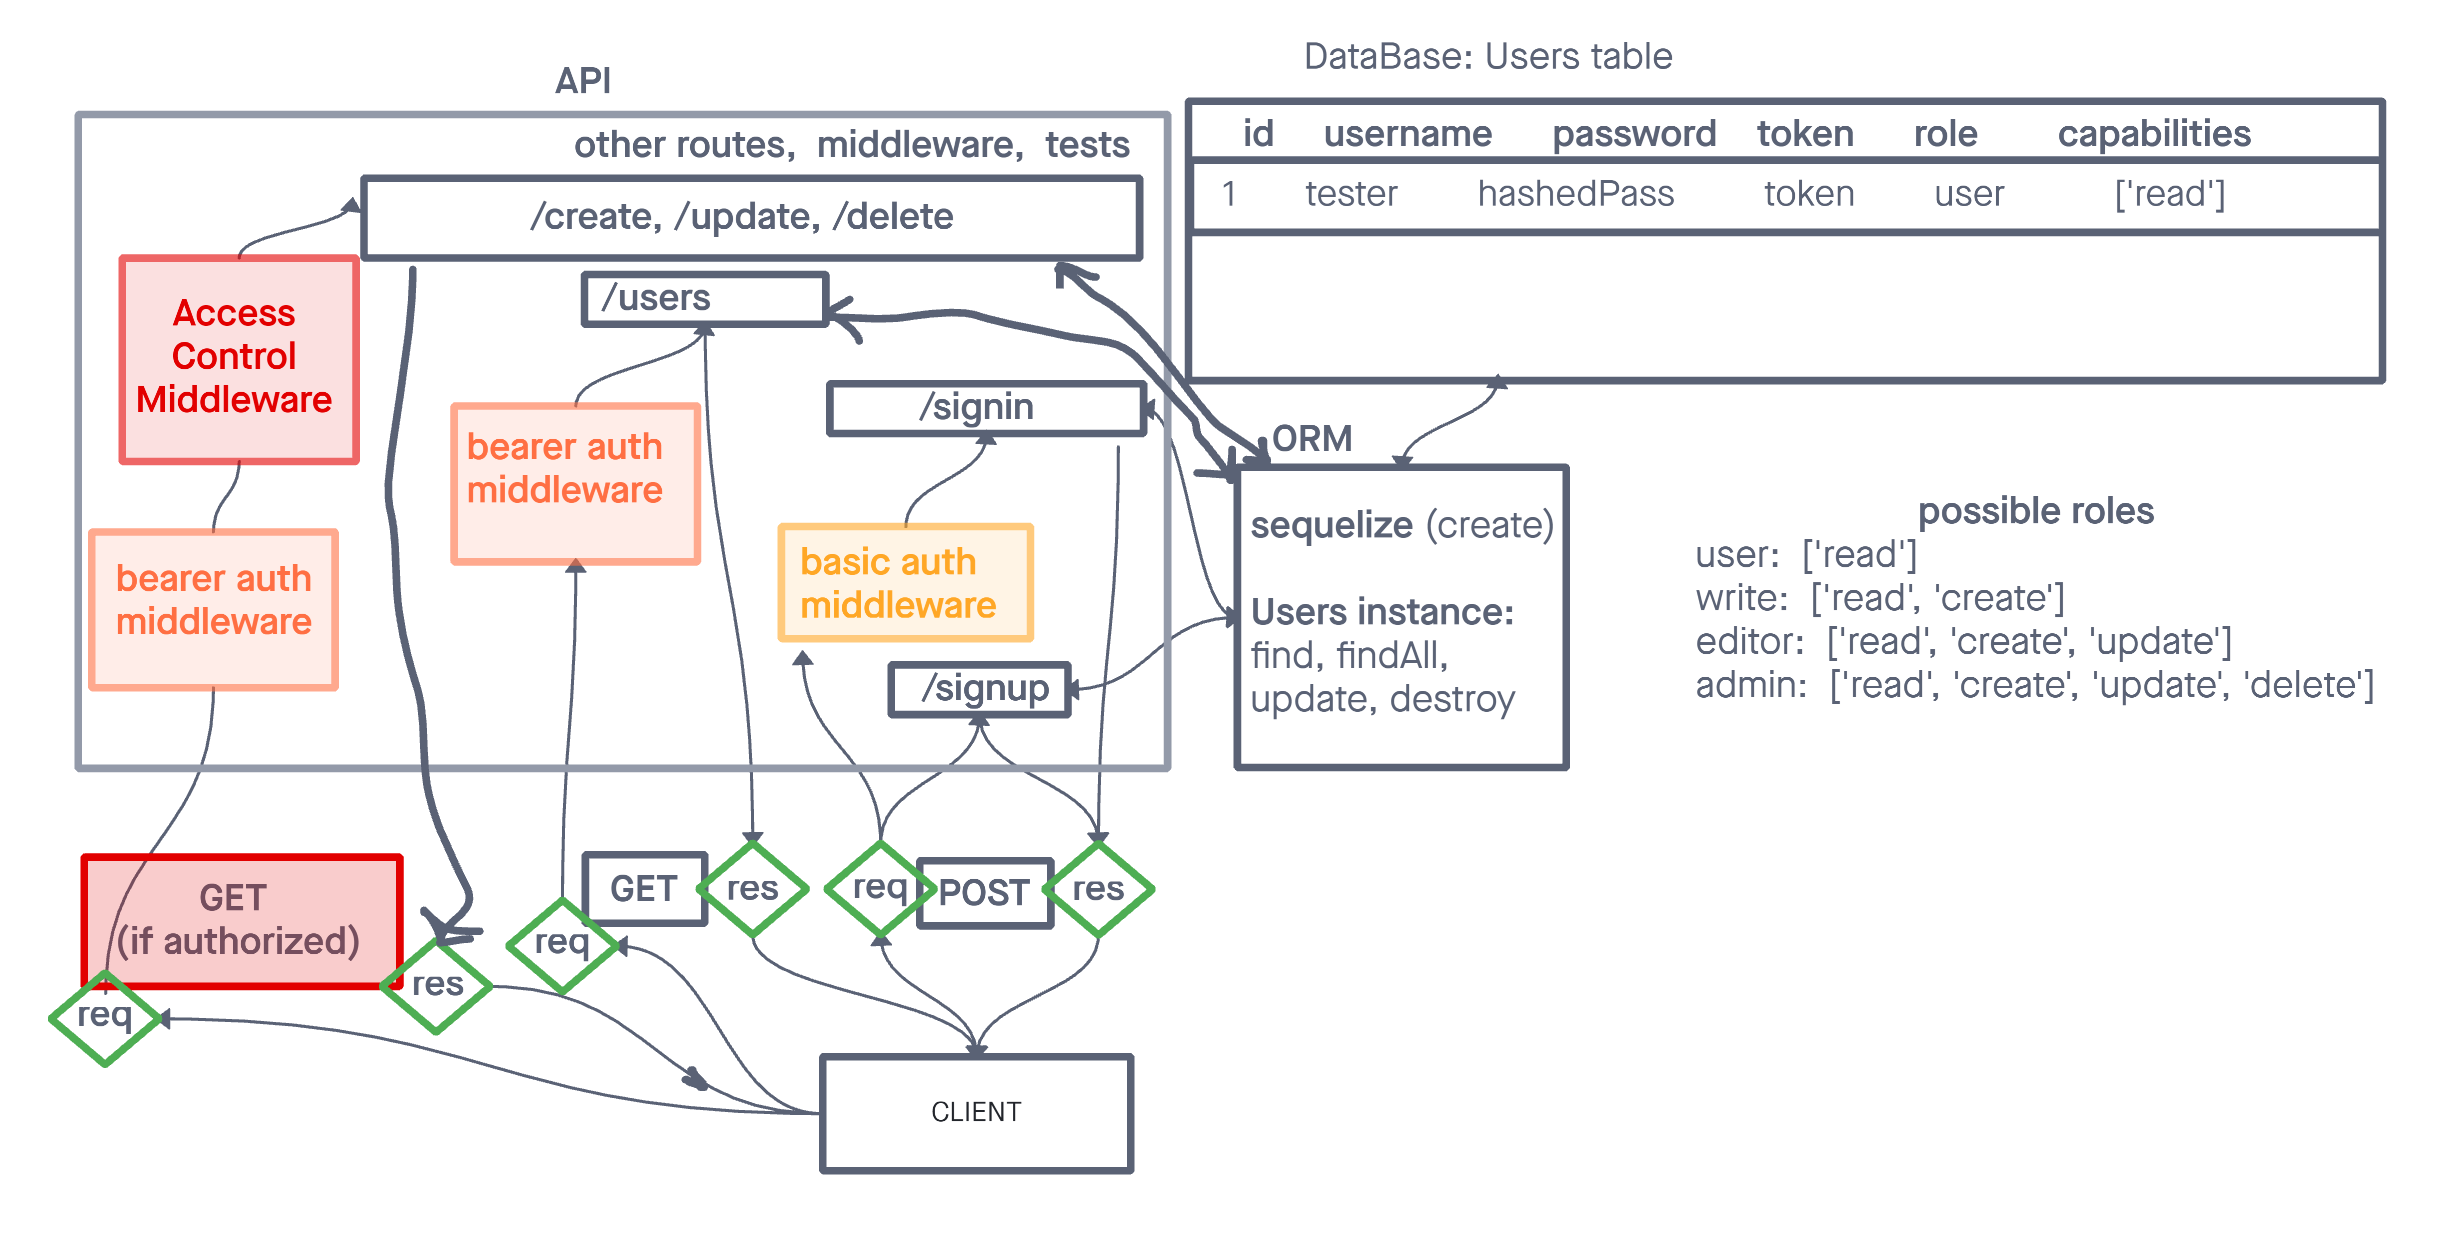 DataBase: Users table
API
id username password token role capabilities
1 tester hashedPass token user ['read']
other routes, middleware, tests
/create, /update, /delete
/users
Access
Control
Middleware
/signin
bearer auth
middleware
ORM
sequelize (create)
Users instance:
find, findAll,
update, destroy
possible roles
user: ['read']
write: ['read', 'create']
editor: ['read', 'create', 'update']
admin: ['read', 'create', 'update', 'delete']
basic auth
middleware
bearer auth
middleware
/signup
GET
(if authorized)
req
res
req
GET
res
req
POST
res
CLIENT